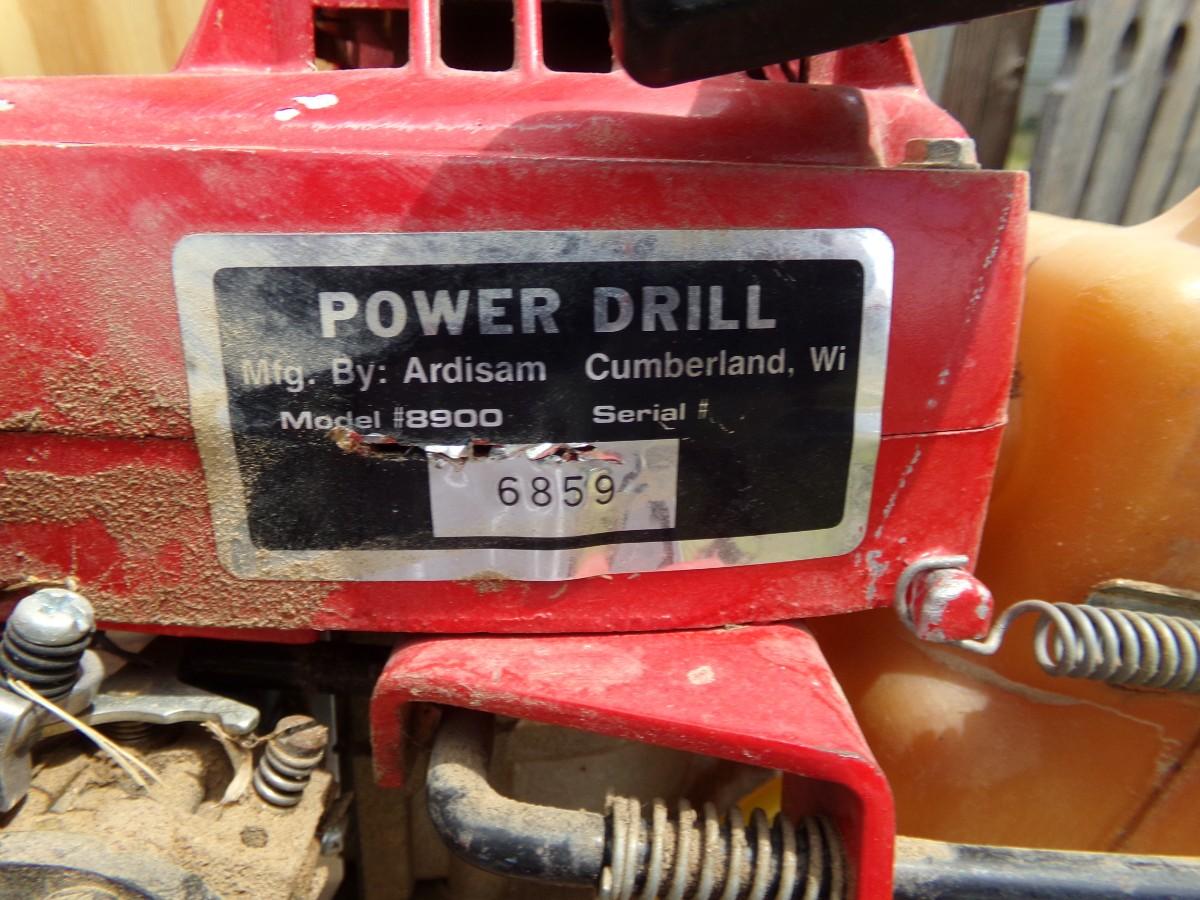 POWER DRILL
Mfg. By: Ardisam Cumberland, Wi
Model #8900 Serial #
6859